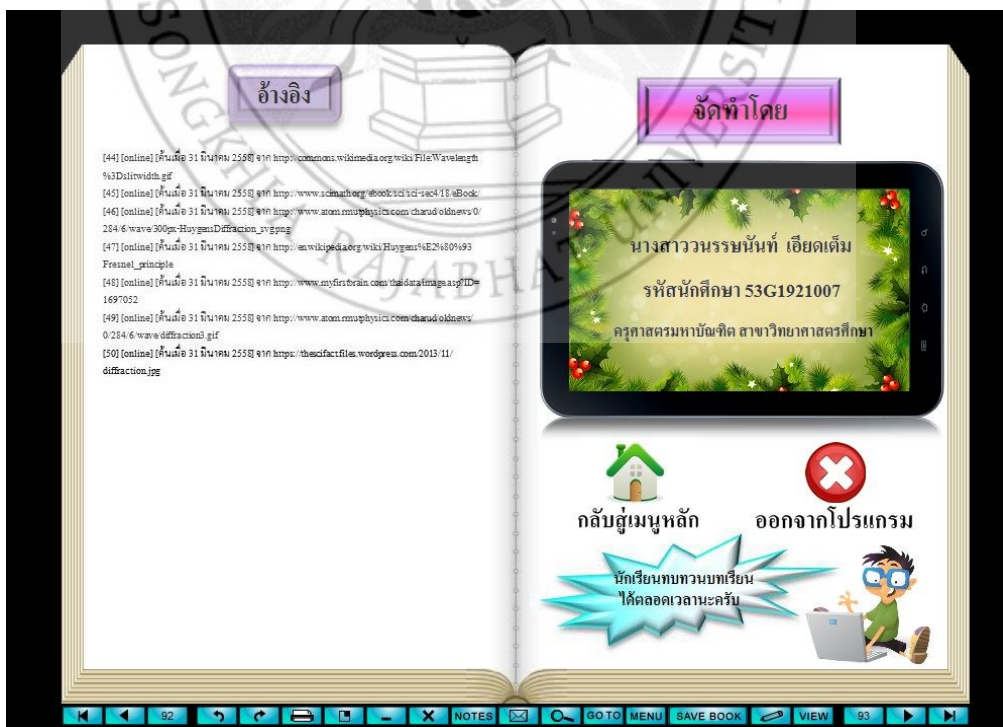 SONGKHLA RAJABHAT UNIVERSIT
อ้างอิง
[44] [online] [ค้นเมื่อ 31 มีนาคม 2558] จาก http://commons.wikimedia.org/wiki/File:Wavelength
%3Dslitwidth.gif
[45] [online] [ค้นเมื่อ 31 มีนาคม 2558] จาก http://www.scimath.org/ebook/sci/sci-sec4/18/eBook/
[46] [online] [ค้นเมื่อ 31 มีนาคม 2558] จาก http://www.atom.rmutphysics.com/charud/oldnews/0/
284/6/wave/300px-HuygensDiffraction_svg.png
[47] [online] [ค้นเมื่อ 31 มีนาคม 2558] จาก http://en.wikipedia.org/wiki/Huygens%E2%80%93
Fresnel_principle
[48] [online] [ค้นเมื่อ 31 มีนาคม 2558] จาก http://www.myfirstbrain.com/thaidata/image.asp?ID=
1697052
[49] [online] [ค้นเมื่อ 31 มีนาคม 2558] จาก http://www.atom.rmutphysics.com/charud/oldnews/
0/284/6/wave/diffraction3.gif
[50] [online] [ค้นเมื่อ 31 มีนาคม 2558] จาก https://thescifactfiles.wordpress.com/2013/11/
diffraction.jpg
จัดทำโดย
นางสาววนรรษนันท์ เอียดเต็ม
รหัสนักศึกษา 53G1921007
ครุศาสตรมหาบัณฑิต สาขาวิทยาศาสตรศึกษา
กลับสู่เมนูหลัก
ออกจากโปรแกรม
นักเรียนทบทวนบทเรียน
ได้ตลอดเวลานะครับ
92 NOTES GO TO MENU SAVE BOOK VIEW 93